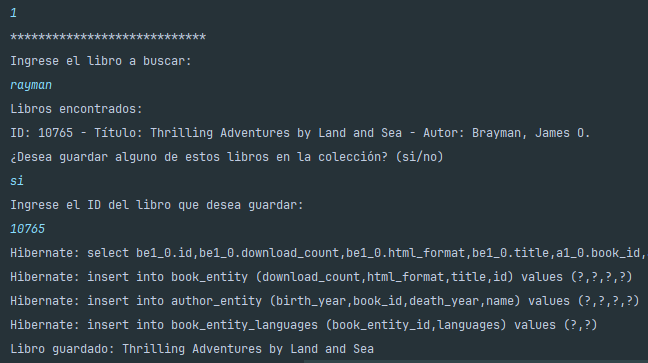 1
****************************
Ingrese el libro a buscar:
rayman
Libros encontrados:
ID: 10765 - Título: Thrilling Adventures by Land and Sea - Autor: Brayman, James O.
¿Desea guardar alguno de estos libros en la colección? (si/no)
si
Ingrese el ID del libro que desea guardar:
10765
Hibernate: select be1_0.id,be1_0.download_count,be1_0.html_format,be1_0.title,a1_0.book_id,
Hibernate: insert into book_entity (download_count,html_format,title,id) values (?,?,?,?)
Hibernate: insert into author_entity (birth_year,book_id,death_year,name) values (?,?,?,?)
Hibernate: insert into book_entity_languages (book_entity_id,languages) values (?,?)
Libro guardado: Thrilling Adventures by Land and Sea